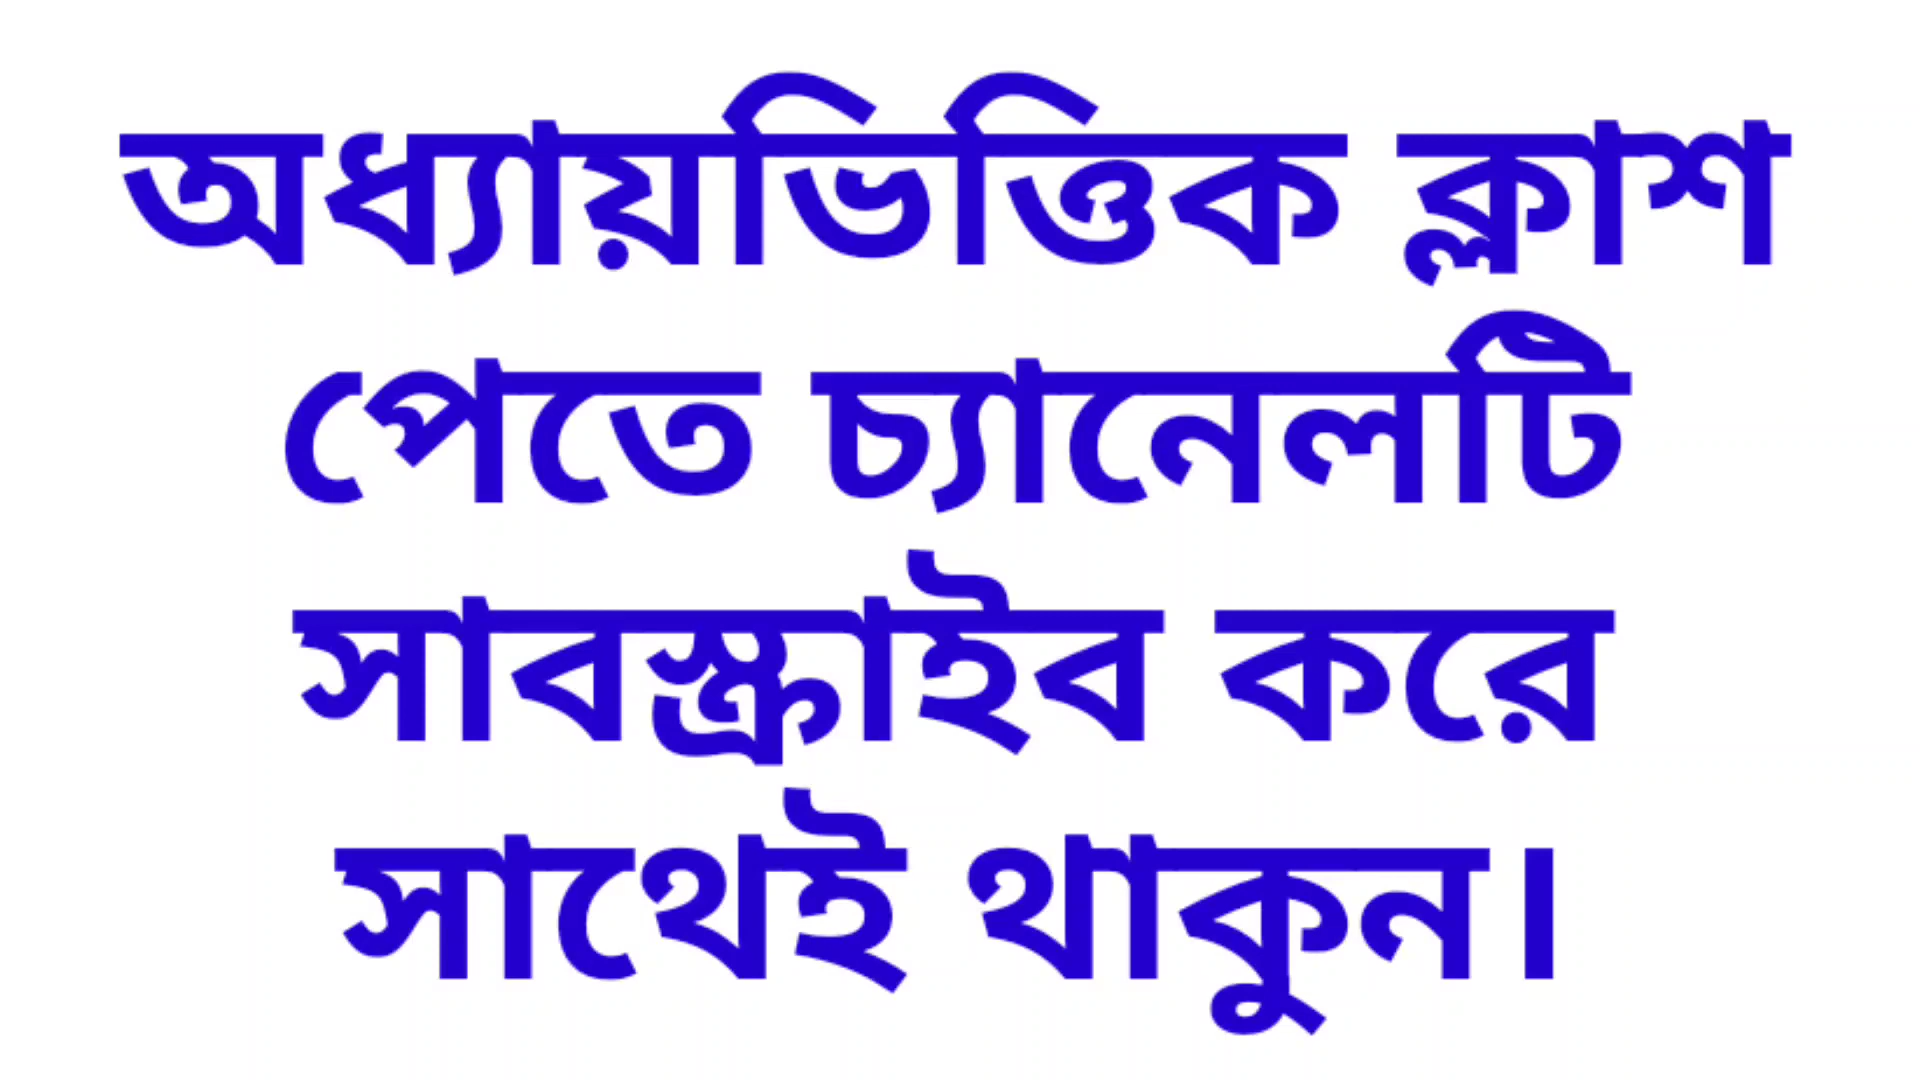 অধ্যায়ভিত্তিক ক্লাশ
পেতে চ্যানেলটি
সাবস্ক্রাইব করে
সাথেই থাকুন।